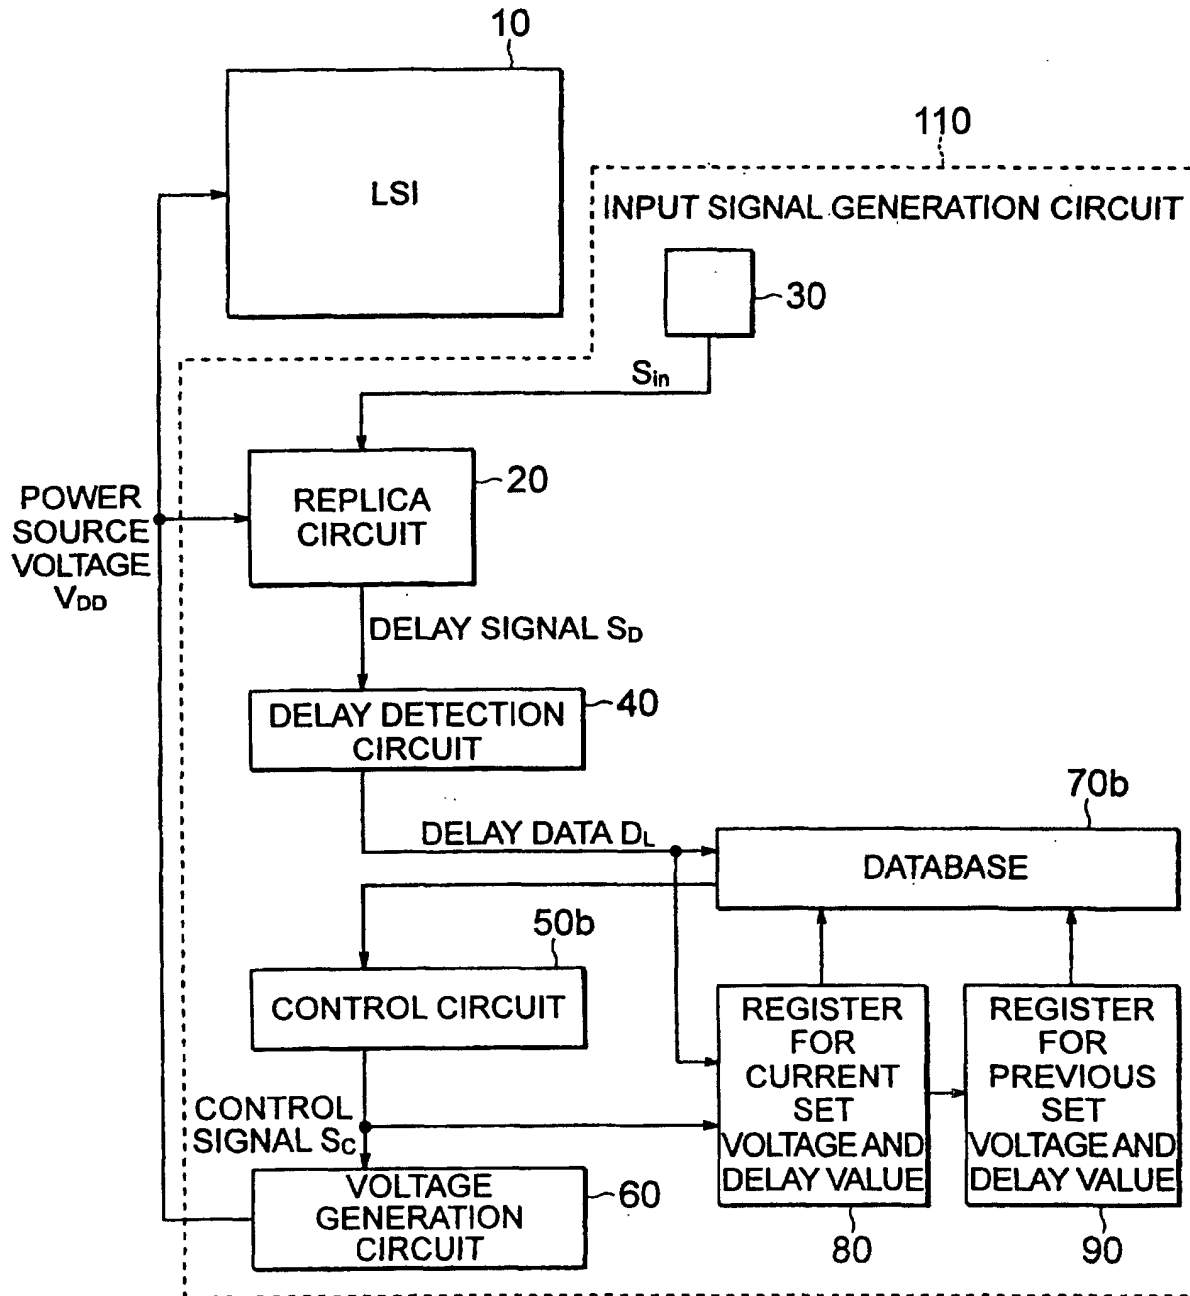 10
LSI
110
INPUT SIGNAL GENERATION CIRCUIT
30
Sin
REPLICA
CIRCUIT
20
POWER
SOURCE
VOLTAGE
VDD
DELAY SIGNAL SD
DELAY DETECTION
CIRCUIT
40
DELAY DATA DL
70b
DATABASE
50b
CONTROL CIRCUIT
CONTROL
SIGNAL SC
REGISTER
FOR
CURRENT
SET
VOLTAGE AND
DELAY VALUE
REGISTER
FOR
PREVIOUS
SET
VOLTAGE AND
DELAY VALUE
VOLTAGE
GENERATION
CIRCUIT
60
80
90